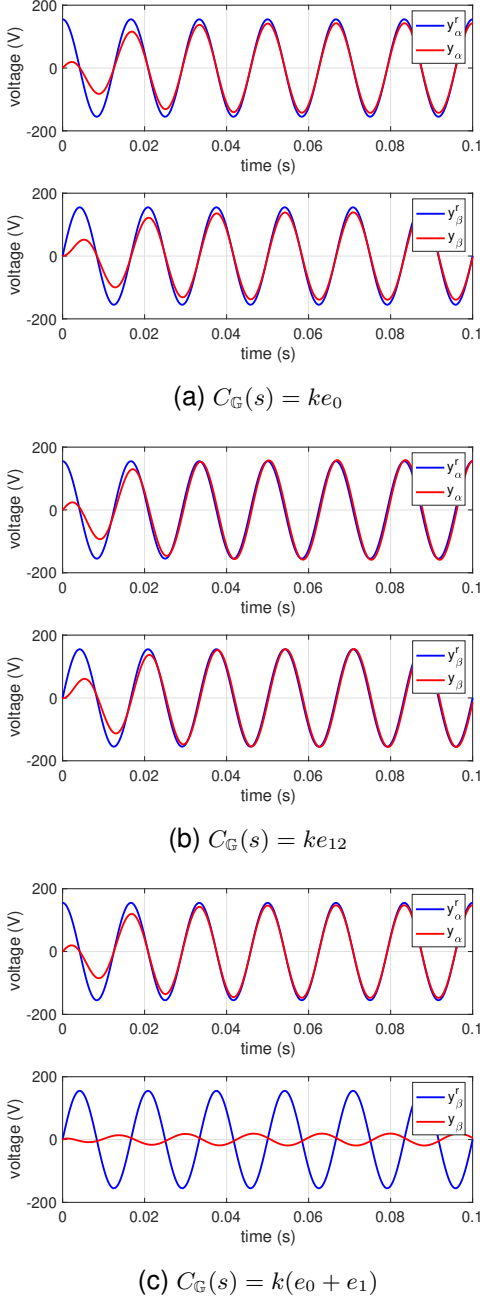 200
0
-200
voltage (V)
y^r_α
y_α
0 0.02 0.04 0.06 0.08 0.1
time (s)
200
0
-200
voltage (V)
y^r_β
y_β
0 0.02 0.04 0.06 0.08 0.1
time (s)
(a) C_𝔾(s) = ke_0
200
0
-200
voltage (V)
y^r_α
y_α
0 0.02 0.04 0.06 0.08 0.1
time (s)
200
0
-200
voltage (V)
y^r_β
y_β
0 0.02 0.04 0.06 0.08 0.1
time (s)
(b) C_𝔾(s) = ke_{12}
200
0
-200
voltage (V)
y^r_α
y_α
0 0.02 0.04 0.06 0.08 0.1
time (s)
200
0
-200
voltage (V)
y^r_β
y_β
0 0.02 0.04 0.06 0.08 0.1
time (s)
(c) C_𝔾(s) = k(e_0 + e_1)